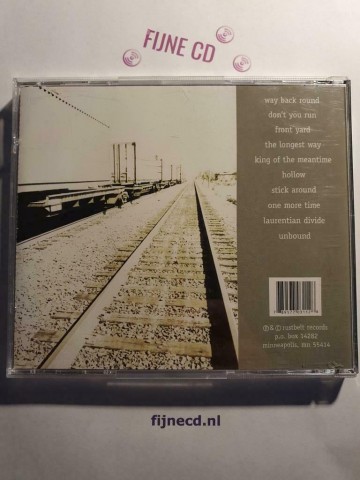 FIJNE CD
way back round
don't you run
front yard
the longest way
king of the meantime
hollow
stick around
one more time
laurentian divide
unbound
℗ & © rustbelt records
p.o. box 14282
minneapolis, mn 55414
fijnecd.nl